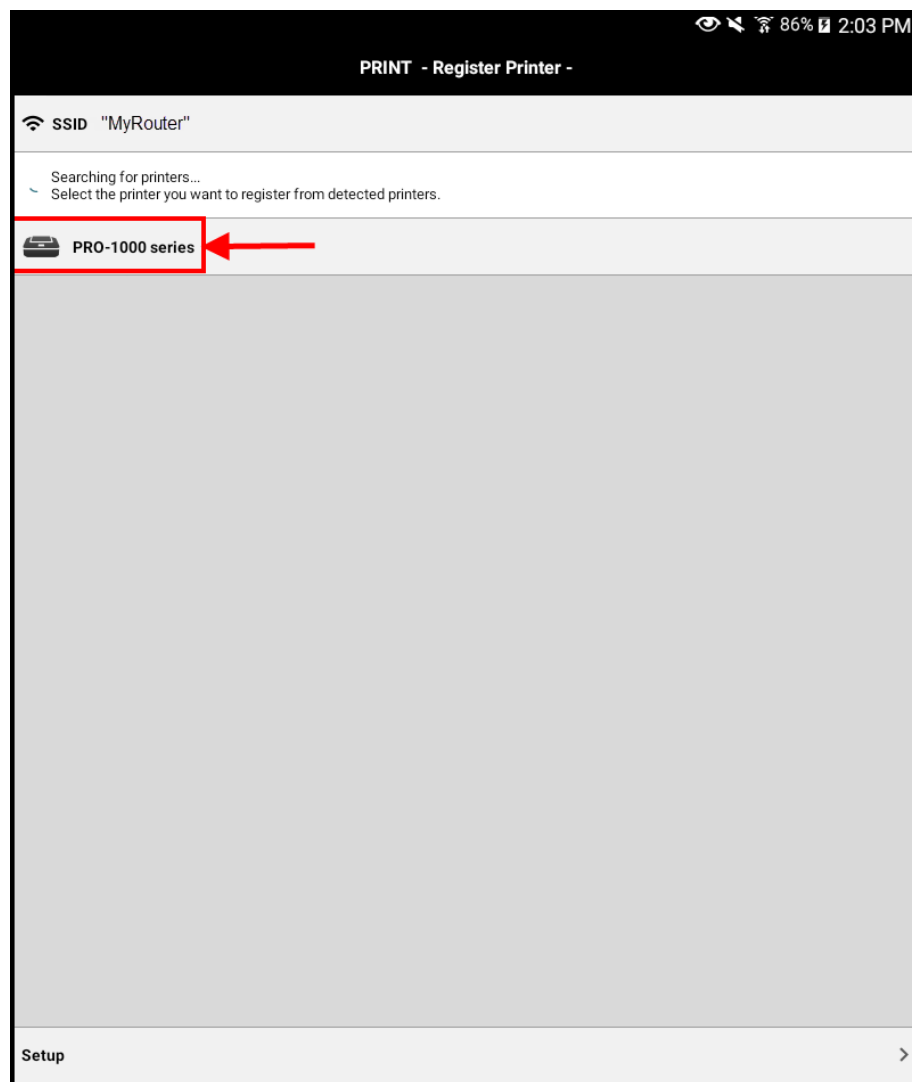 86% 2:03 PM
PRINT - Register Printer -
SSID "MyRouter"
Searching for printers...
Select the printer you want to register from detected printers.
PRO-1000 series
Setup